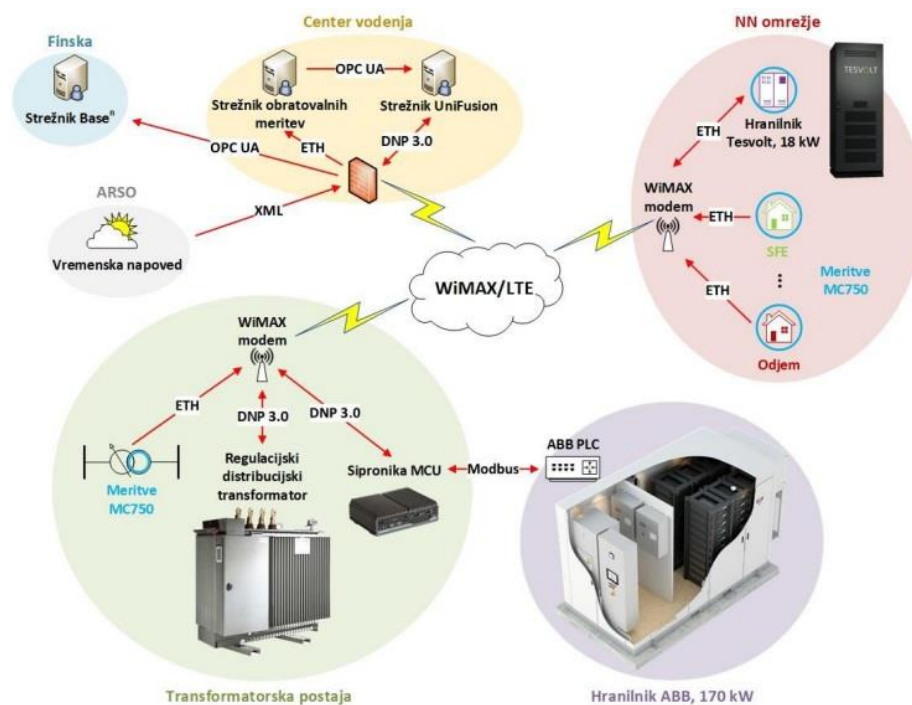 Finska
Strežnik Baseⁿ
Center vodenja
OPC UA
Strežnik obratovalnih
meritev
Strežnik UniFusion
OPC UA
ETH
DNP 3.0
ARSO
XML
Vremenska napoved
NN omrežje
TESVOLT
ETH
Hranilnik
Tesvolt, 18 kW
WiMAX
modem
ETH
SFE
ETH
Meritve
MC750
Odjem
WiMAX/LTE
WiMAX
modem
ETH
DNP 3.0
DNP 3.0
Meritve
MC750
Regulacijski
distribucijski
transformator
Sipronika MCU
Modbus
ABB PLC
Transformatorska postaja
Hranilnik ABB, 170 kW